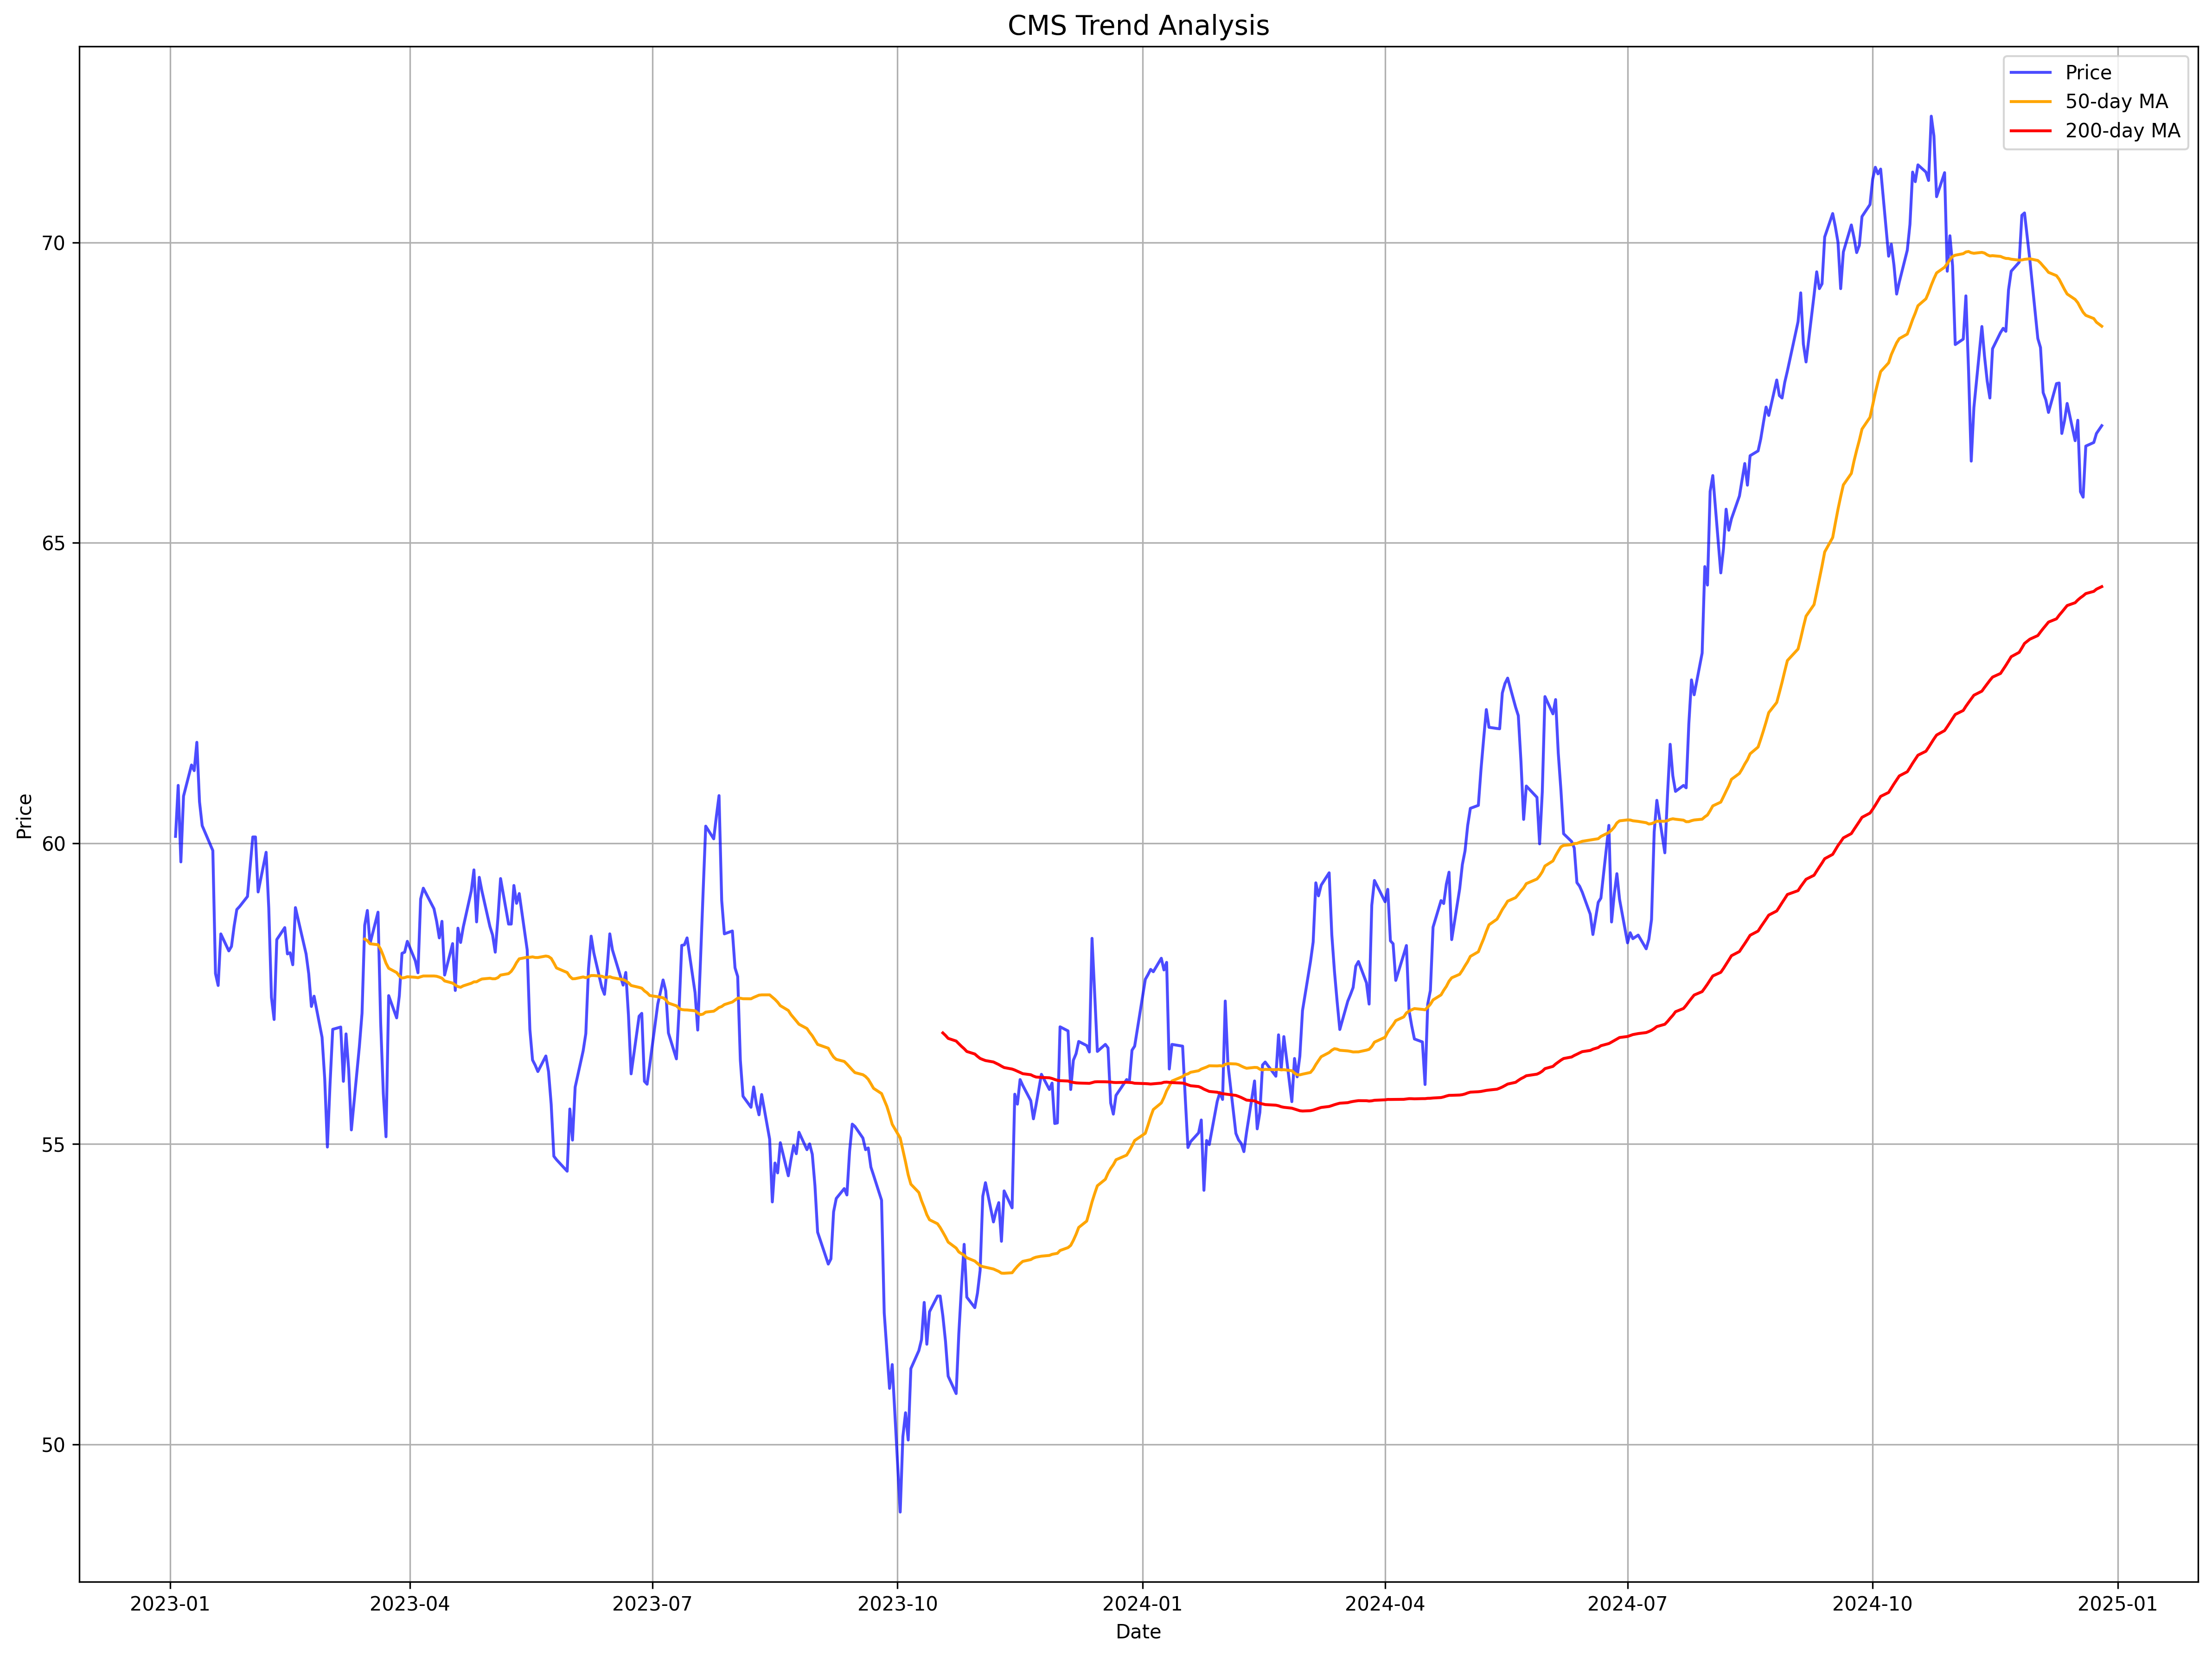 CMS Trend Analysis
Price
50-day MA
200-day MA
70
65
60
55
50
Price
2023-01
2023-04
2023-07
2023-10
2024-01
2024-04
2024-07
2024-10
2025-01
Date